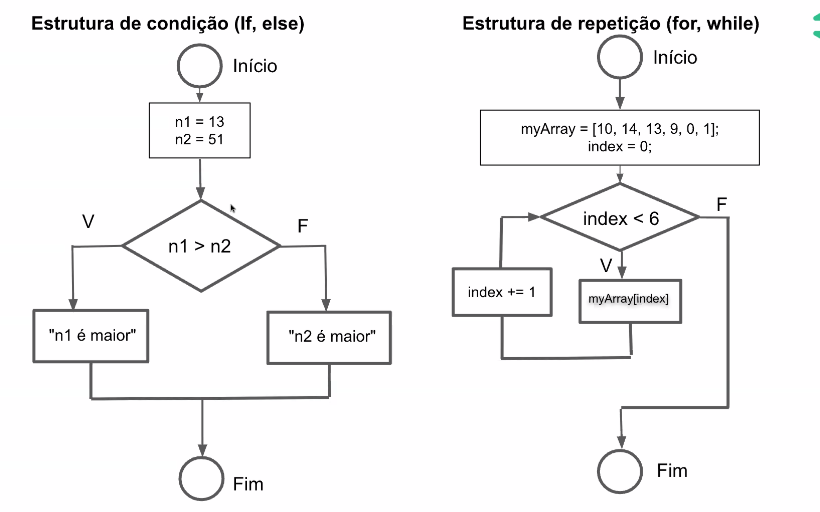 Estrutura de condição (If, else)
Início
n1 = 13
n2 = 51
V
F
n1 > n2
"n1 é maior"
"n2 é maior"
Fim
Estrutura de repetição (for, while)
Início
myArray = [10, 14, 13, 9, 0, 1];
index = 0;
index < 6
F
V
index += 1
myArray[index]
Fim